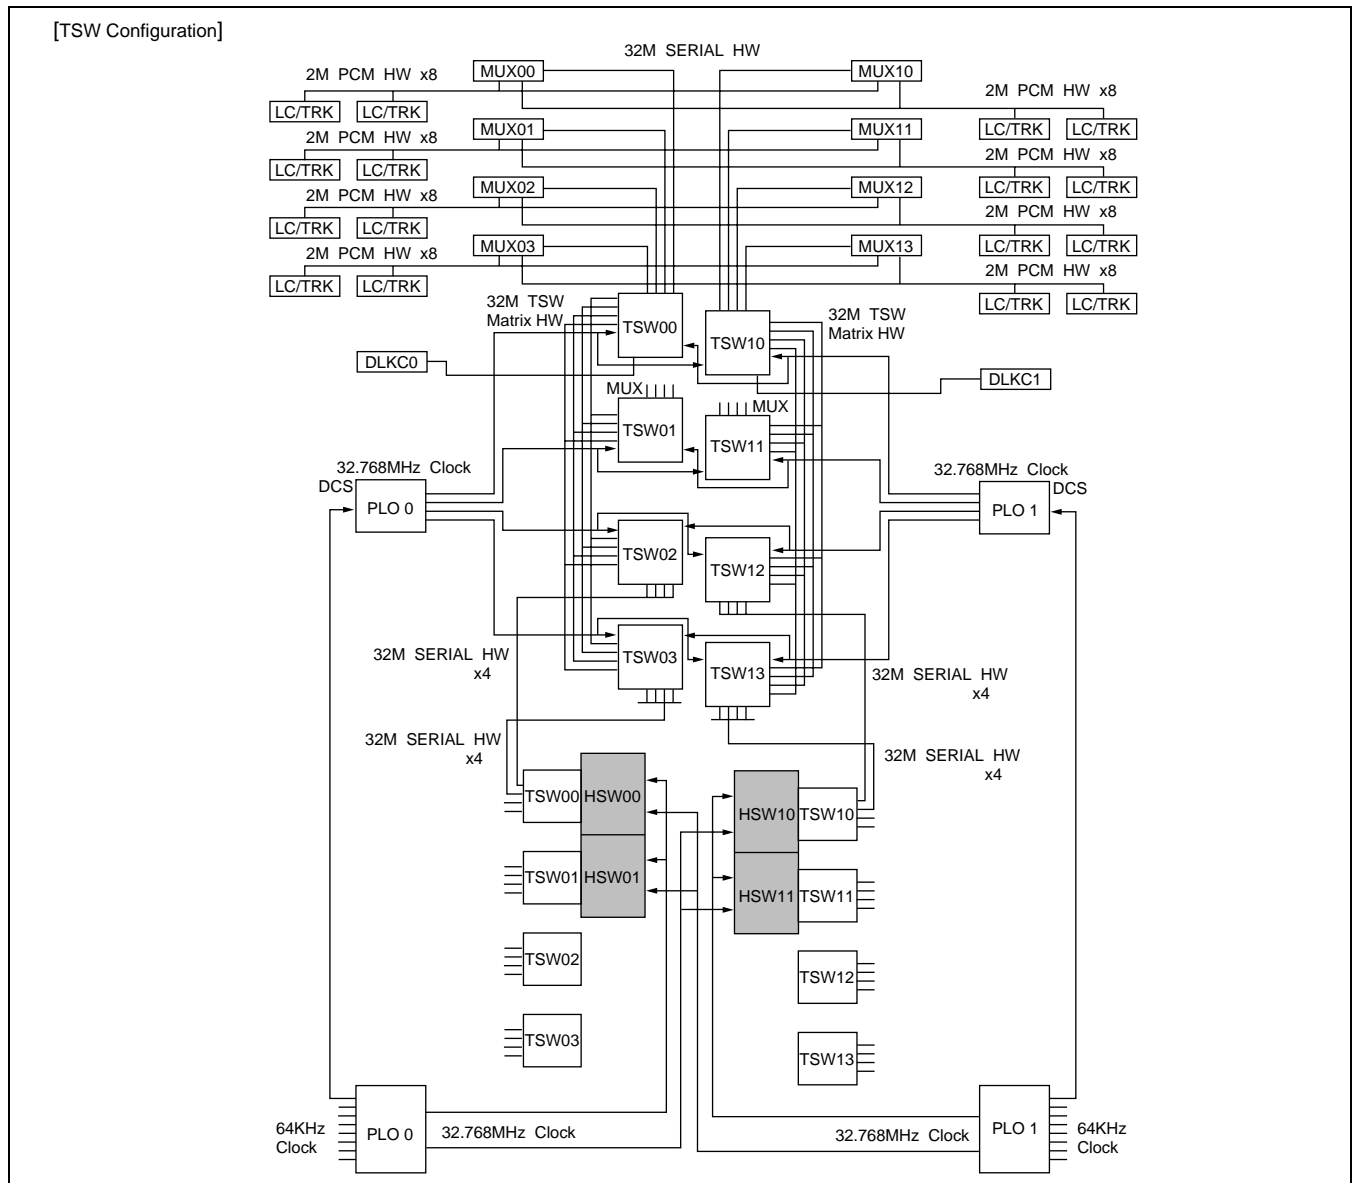 [TSW Configuration]
32M SERIAL HW
2M PCM HW x8
MUX00
MUX10
2M PCM HW x8
LC/TRK
LC/TRK
LC/TRK
LC/TRK
2M PCM HW x8
MUX01
MUX11
2M PCM HW x8
LC/TRK
LC/TRK
LC/TRK
LC/TRK
2M PCM HW x8
MUX02
MUX12
2M PCM HW x8
LC/TRK
LC/TRK
LC/TRK
LC/TRK
2M PCM HW x8
MUX03
MUX13
2M PCM HW x8
LC/TRK
LC/TRK
LC/TRK
LC/TRK
32M TSW
Matrix HW
TSW00
TSW10
32M TSW
Matrix HW
DLKC0
DLKC1
MUX
MUX
TSW01
TSW11
32.768MHz Clock
DCS
PLO 0
32.768MHz Clock
DCS
PLO 1
TSW02
TSW12
TSW03
TSW13
32M SERIAL HW
x4
32M SERIAL HW
x4
32M SERIAL HW
x4
32M SERIAL HW
x4
TSW00
HSW00
HSW10
TSW10
TSW01
HSW01
HSW11
TSW11
TSW02
TSW12
TSW03
TSW13
64KHz
Clock
PLO 0
32.768MHz Clock
32.768MHz Clock
PLO 1
64KHz
Clock